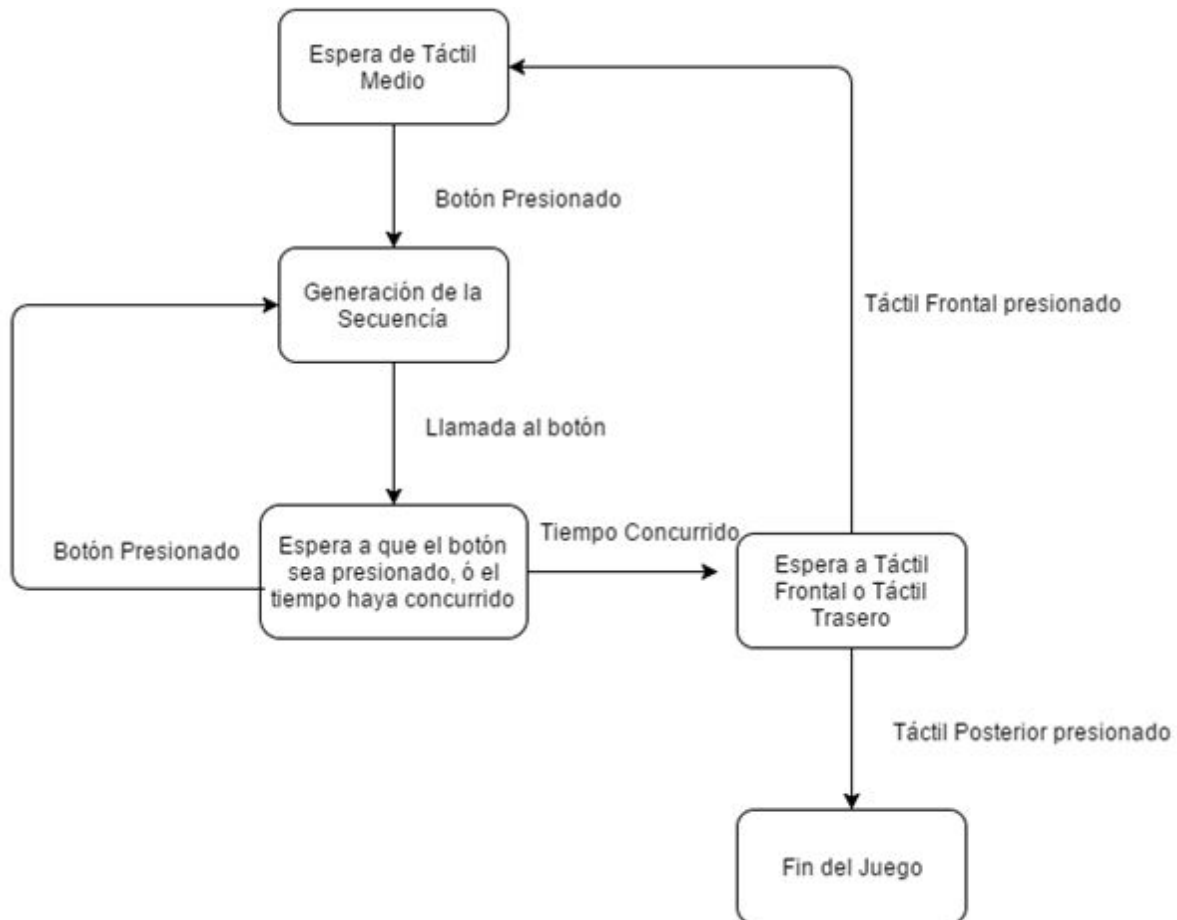 Espera de Táctil
Medio
Botón Presionado
Generación de la
Secuencía
Táctil Frontal presionado
Llamada al botón
Botón Presionado
Espera a que el botón
sea presionado, ó el
tiempo haya concurrido
Tiempo Concurrido
Espera a Táctil
Frontal o Táctil
Trasero
Táctil Posterior presionado
Fin del Juego